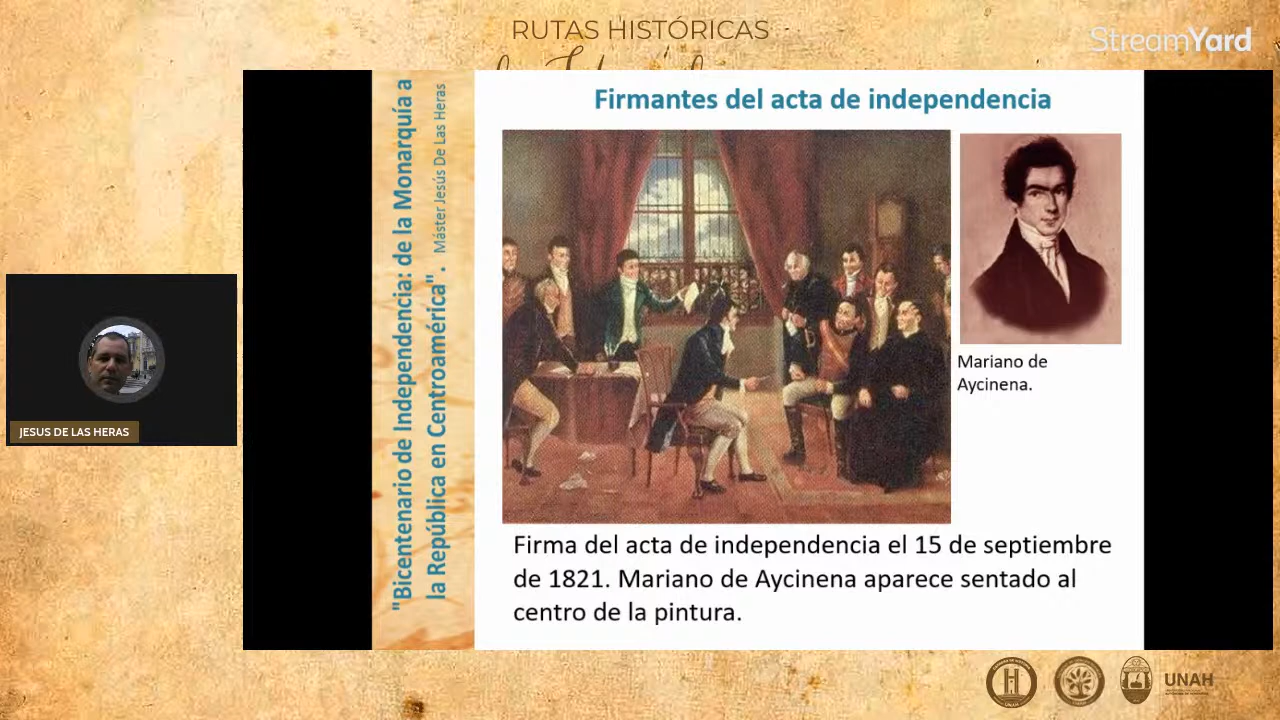 RUTAS HISTÓRICAS
StreamYard
"Bicentenario de Independencia: de la Monarquía a
la República en Centroamérica". Máster Jesús De Las Heras
Firmantes del acta de independencia
Mariano de
Aycinena.
Firma del acta de independencia el 15 de septiembre
de 1821. Mariano de Aycinena aparece sentado al
centro de la pintura.
JESUS DE LAS HERAS
UNAH